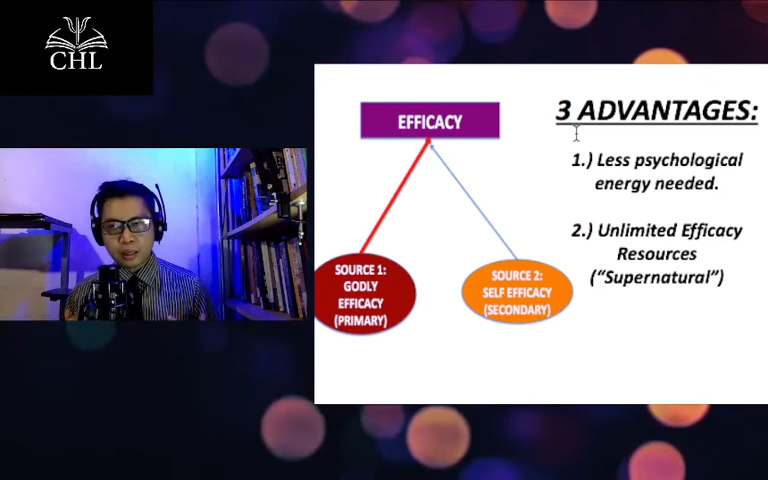 CHL
EFFICACY
SOURCE 1:
GODLY
EFFICACY
(PRIMARY)
SOURCE 2:
SELF EFFICACY
(SECONDARY)
3 ADVANTAGES:
1.) Less psychological
energy needed.
2.) Unlimited Efficacy
Resources
(“Supernatural”)